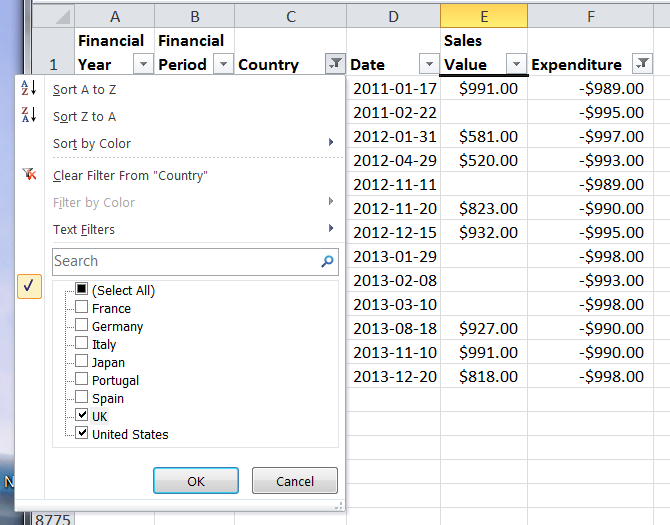 A B C D E F
Financial Financial Sales
1 Year Period Country Date Value Expenditure
Sort A to Z
Sort Z to A
Sort by Color
Clear Filter From "Country"
Filter by Color
Text Filters
Search
(Select All)
France
Germany
Italy
Japan
Portugal
Spain
UK
United States
OK Cancel
2011-01-17 $991.00 -$989.00
2011-02-22 -$995.00
2012-01-31 $581.00 -$997.00
2012-04-29 $520.00 -$993.00
2012-11-11 -$989.00
2012-11-20 $823.00 -$990.00
2012-12-15 $932.00 -$995.00
2013-01-29 -$998.00
2013-02-08 -$993.00
2013-03-10 -$998.00
2013-08-18 $927.00 -$990.00
2013-11-10 $991.00 -$990.00
2013-12-20 $818.00 -$998.00
N
8775